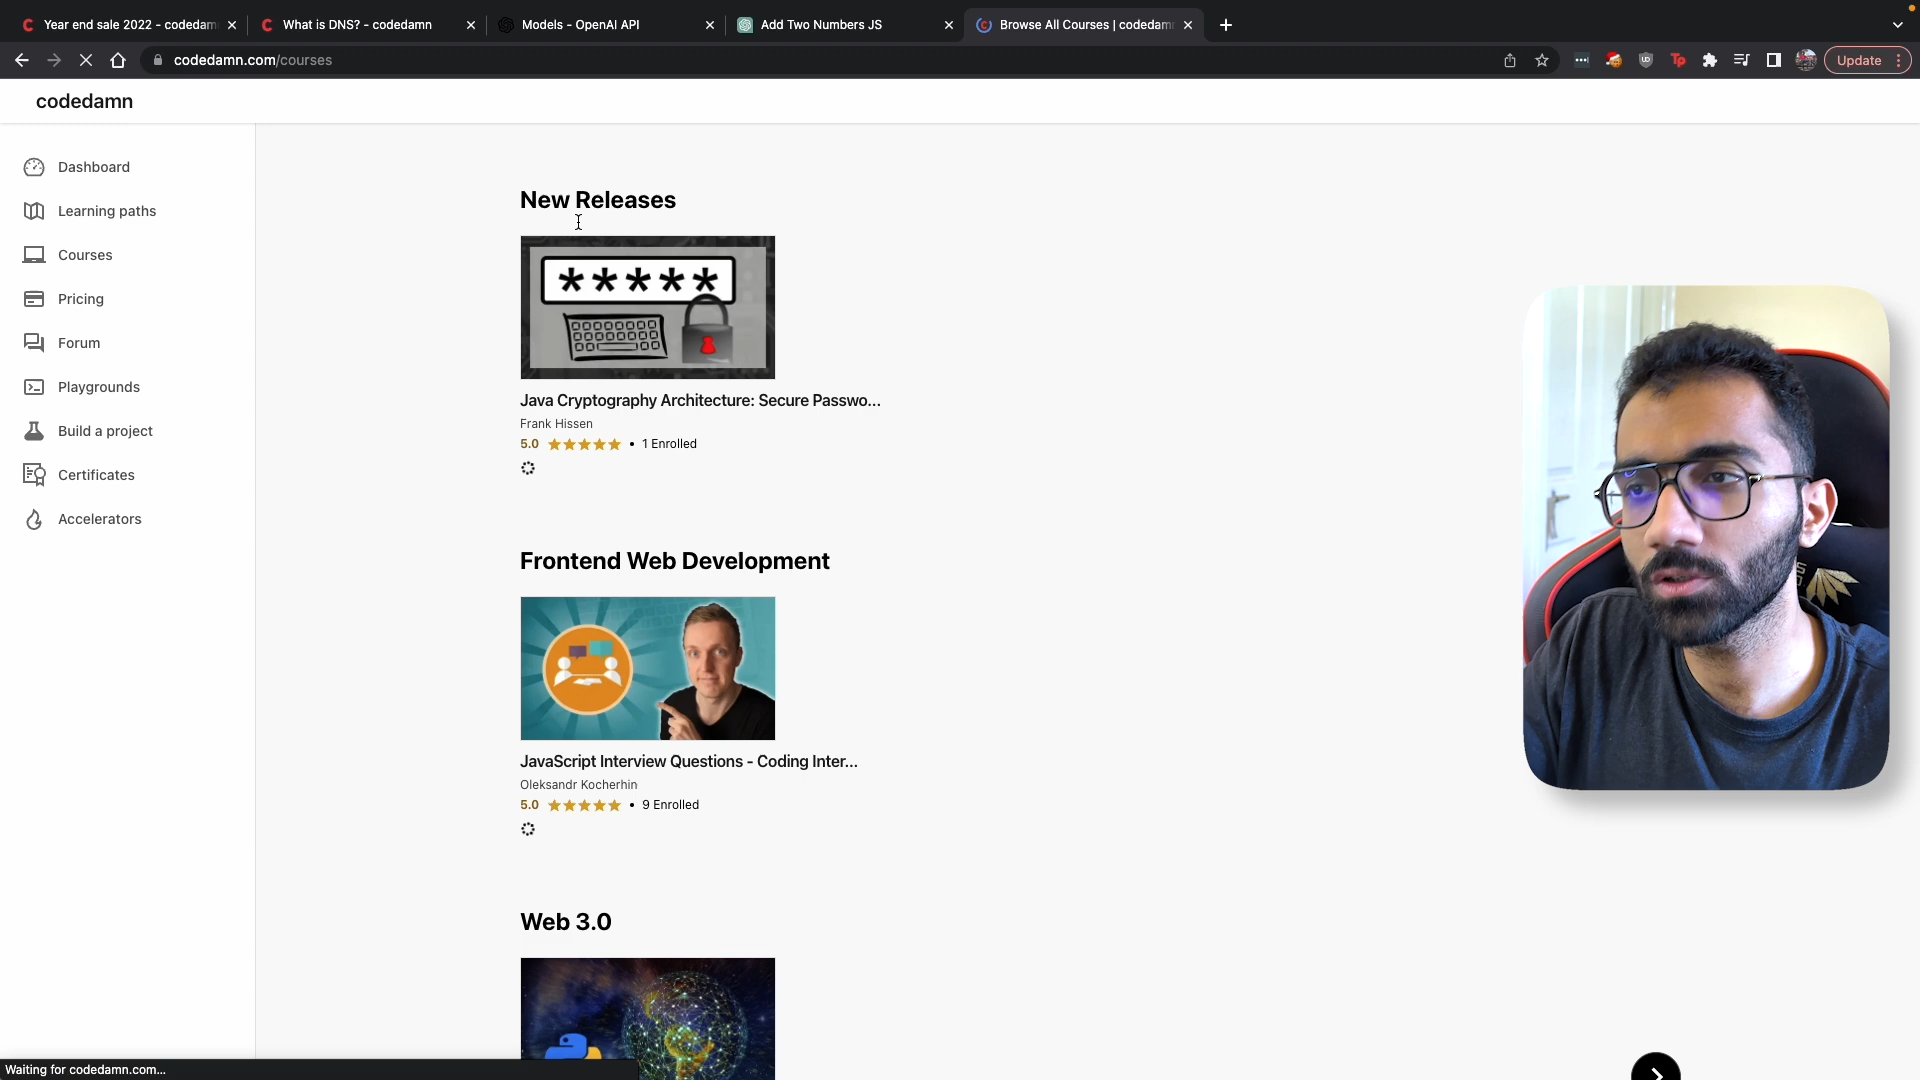 Year end sale 2022 - codedam
What is DNS? - codedamn
Models - OpenAI API
Add Two Numbers JS
Browse All Courses | codedam
codedamn.com/courses
Update
codedamn
Dashboard
Learning paths
Courses
Pricing
Forum
Playgrounds
Build a project
Certificates
Accelerators
New Releases
*****
Java Cryptography Architecture: Secure Passwo...
Frank Hissen
5.0 • 1 Enrolled
Frontend Web Development
JavaScript Interview Questions - Coding Inter...
Oleksandr Kocherhin
5.0 • 9 Enrolled
Web 3.0
Waiting for codedamn.com...